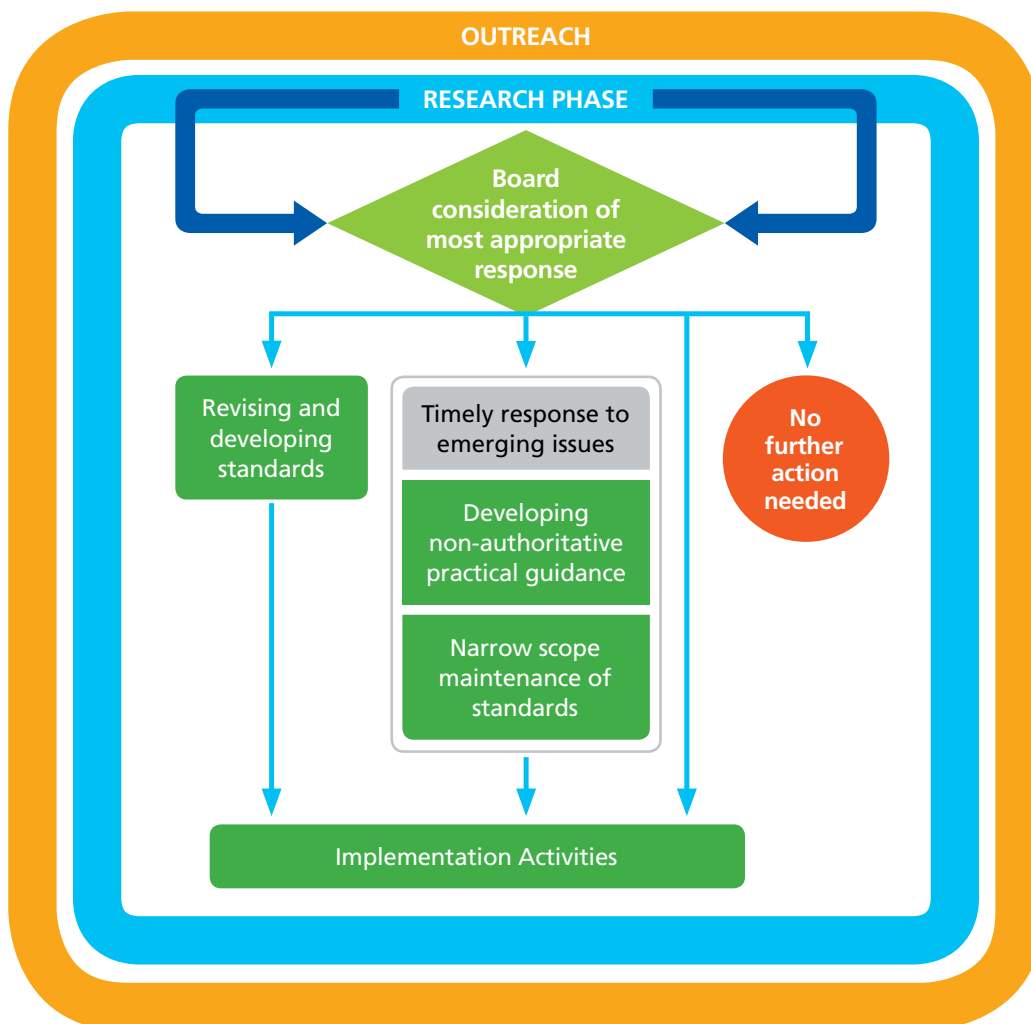 OUTREACH
RESEARCH PHASE
Board
consideration of
most appropriate
response
Revising and
developing
standards
Timely response to
emerging issues
Developing
non-authoritative
practical guidance
Narrow scope
maintenance of
standards
No
further
action
needed
Implementation Activities